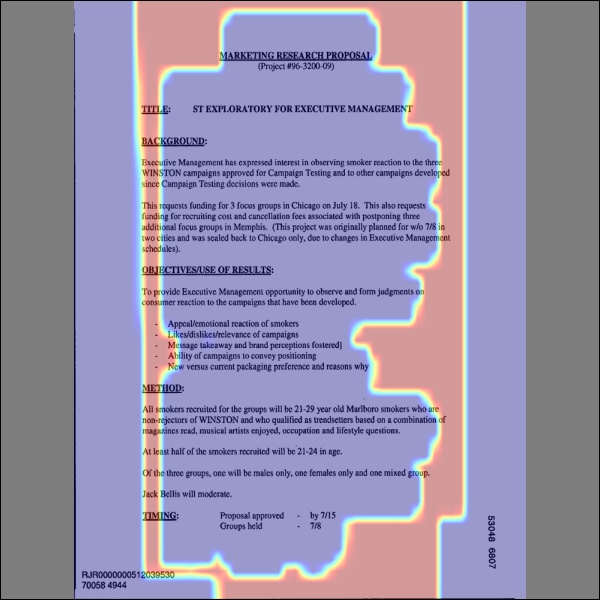 MARKETING RESEARCH PROPOSAL
(Project #96-3200-09)
TITLE: ST EXPLORATORY FOR EXECUTIVE MANAGEMENT
BACKGROUND:
Executive Management has expressed interest in observing smoker reaction to the three
WINSTON campaigns approved for Campaign Testing and to other campaigns developed
since Campaign Testing decisions were made.
This requests funding for 3 focus groups in Chicago on July 18. This also requests
funding for recruiting cost and cancellation fees associated with postponing three
additional focus groups in Memphis. (This project was originally planned for w/o 7/8 in
two cities and was sealed back to Chicago only, due to changes in Executive Management
schedules).
OBJECTIVES/USE OF RESULTS:
To provide Executive Management opportunity to observe and form judgments on
consumer reaction to the campaigns that have been developed.
- Appeal/emotional reaction of smokers
- Likes/dislikes/relevance of campaigns
- Message takeaway and brand perceptions fostered}
- Ability of campaigns to convey positioning
- New versus current packaging preference and reasons why
METHOD:
All smokers recruited for the groups will be 21-29 year old Marlboro smokers who are
non-rejectors of WINSTON and who qualified as trendsetters based on a combination of
magazines read, musical artists enjoyed, occupation and lifestyle questions.
At least half of the smokers recruited will be 21-24 in age.
Of the three groups, one will be males only, one females only and one mixed group.
Jack Bellis will moderate.
TIMING: Proposal approved - by 7/15
Groups held - 7/8
53048 6807
RJR0000000512039530
70058 4944